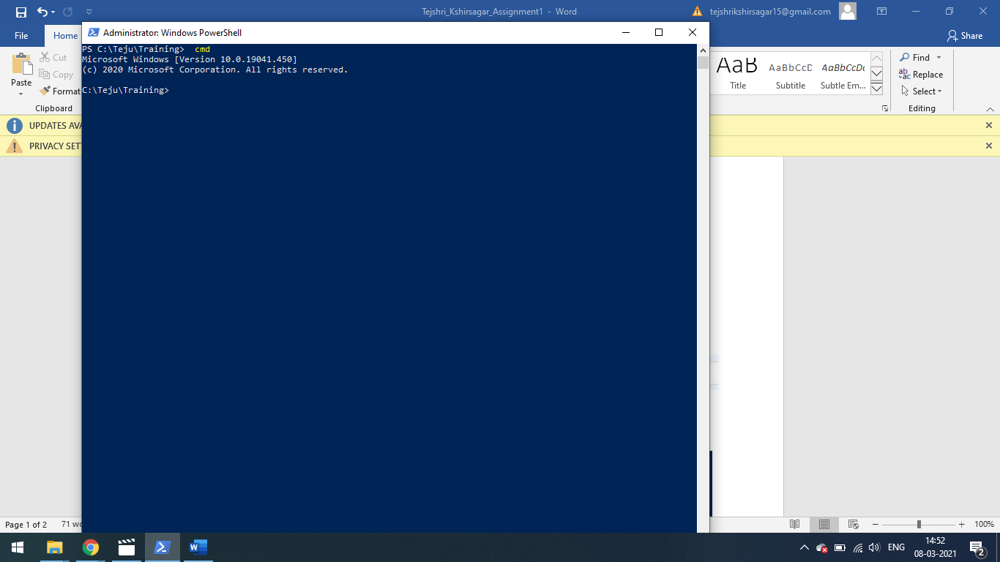 Tejshri_Kshirsagar_Assignment1 - Word
tejshrikshirsagar15@gmail.com
File
Home
Share
Administrator: Windows PowerShell
PS C:\Teju\Training>  cmd
Microsoft Windows [Version 10.0.19041.450]
(c) 2020 Microsoft Corporation. All rights reserved.
C:\Teju\Training>
Paste
Cut
Copy
Format
Clipboard
AaB
AaBbCcD
AaBbCcDc
Title
Subtitle
Subtle Em...
Find
Replace
Select
Editing
UPDATES AVA
PRIVACY SET
Page 1 of 2
71 wo
100%
ENG
14:52
08-03-2021
2